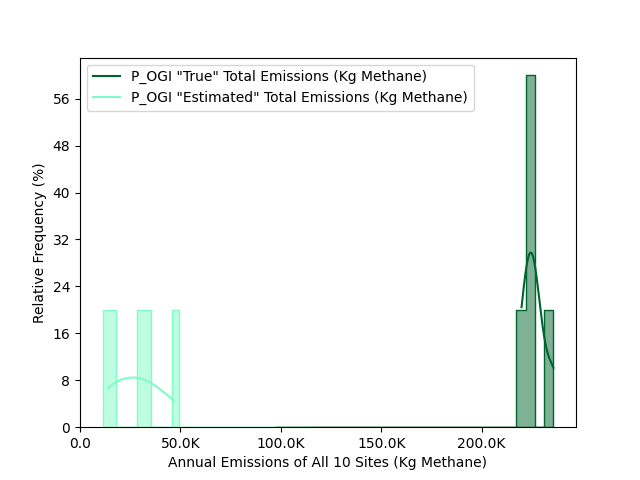 P_OGI "True" Total Emissions (Kg Methane)
P_OGI "Estimated" Total Emissions (Kg Methane)
Relative Frequency (%)
56
48
40
32
24
16
8
0
0.0 50.0K 100.0K 150.0K 200.0K
Annual Emissions of All 10 Sites (Kg Methane)